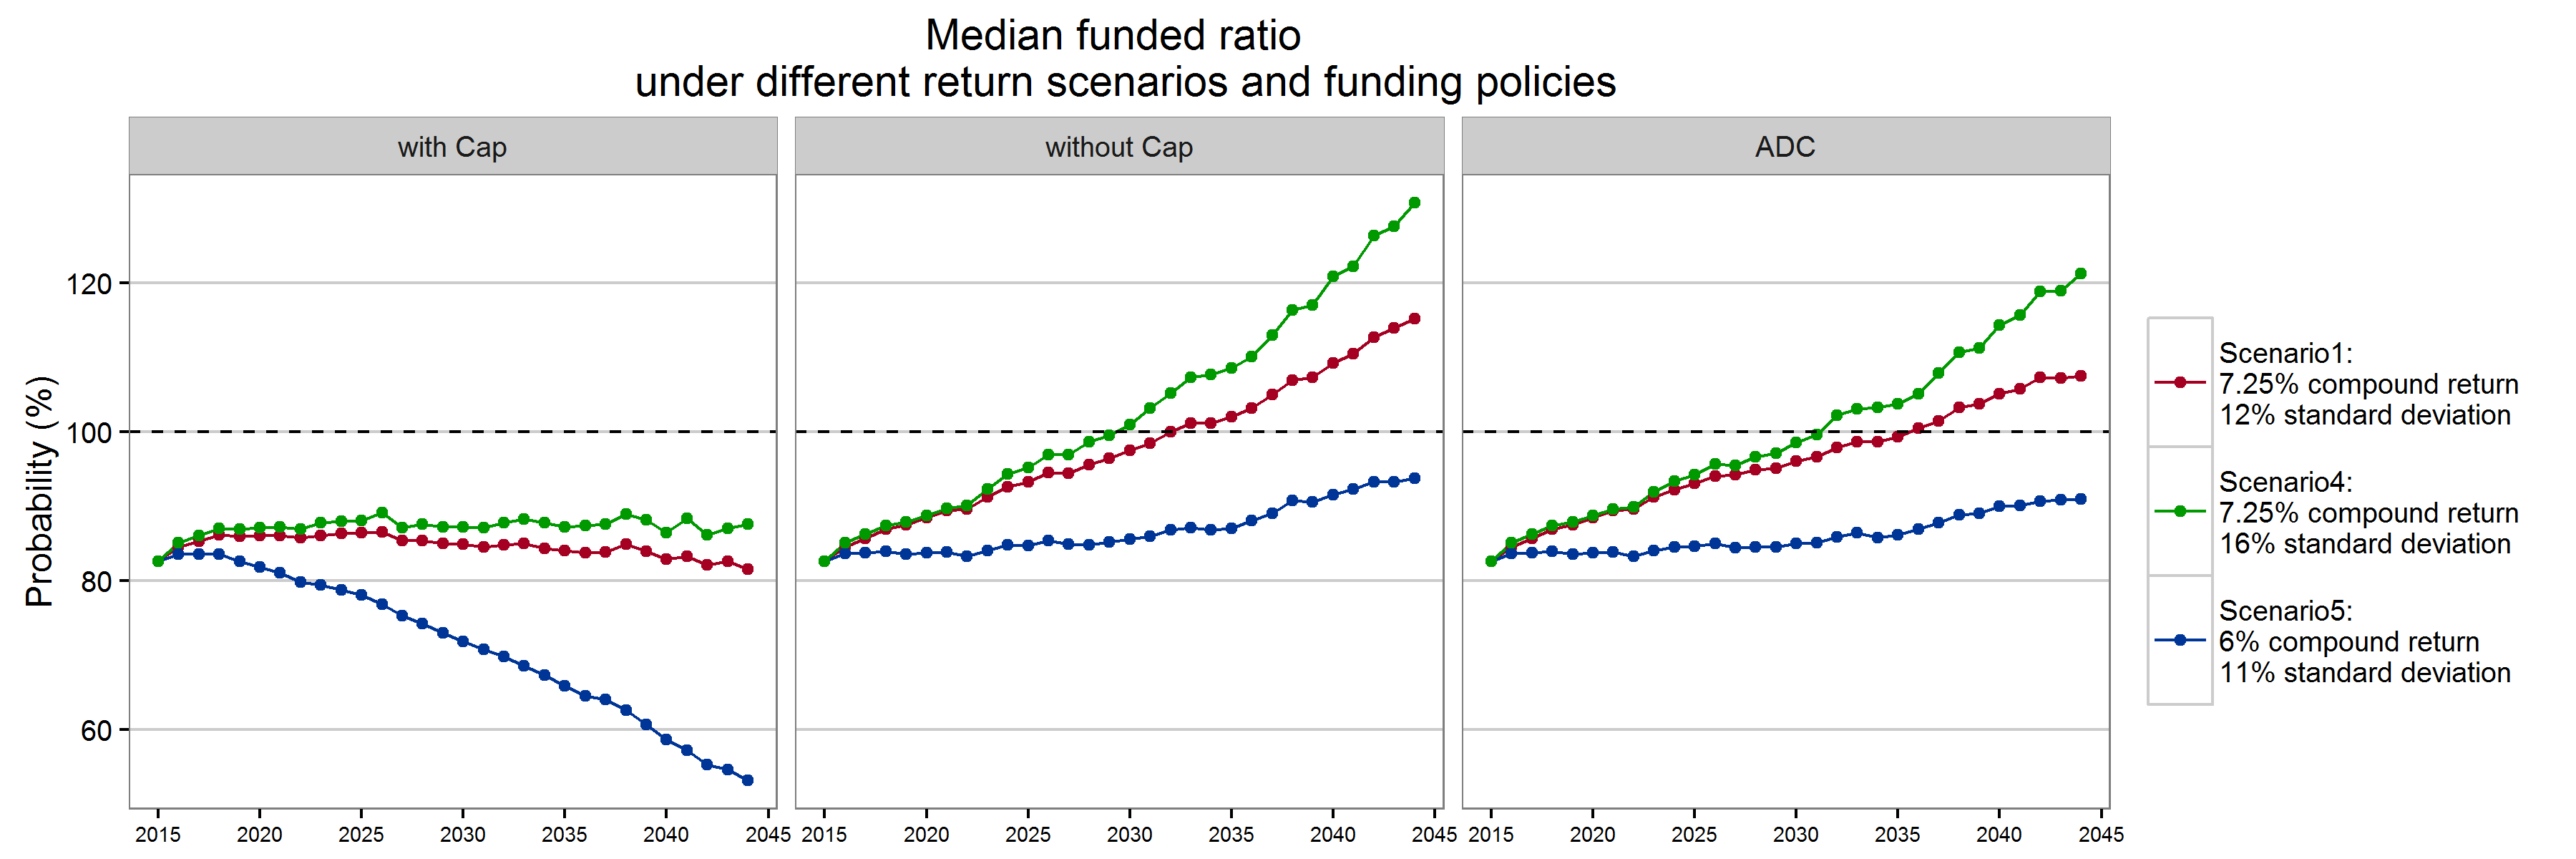 Median funded ratio
under different return scenarios and funding policies
with Cap
without Cap
ADC
Probability (%)
120
100
80
60
2015 2020 2025 2030 2035 2040 2045
2015 2020 2025 2030 2035 2040 2045
2015 2020 2025 2030 2035 2040 2045
Scenario1:
7.25% compound return
12% standard deviation
Scenario4:
7.25% compound return
16% standard deviation
Scenario5:
6% compound return
11% standard deviation